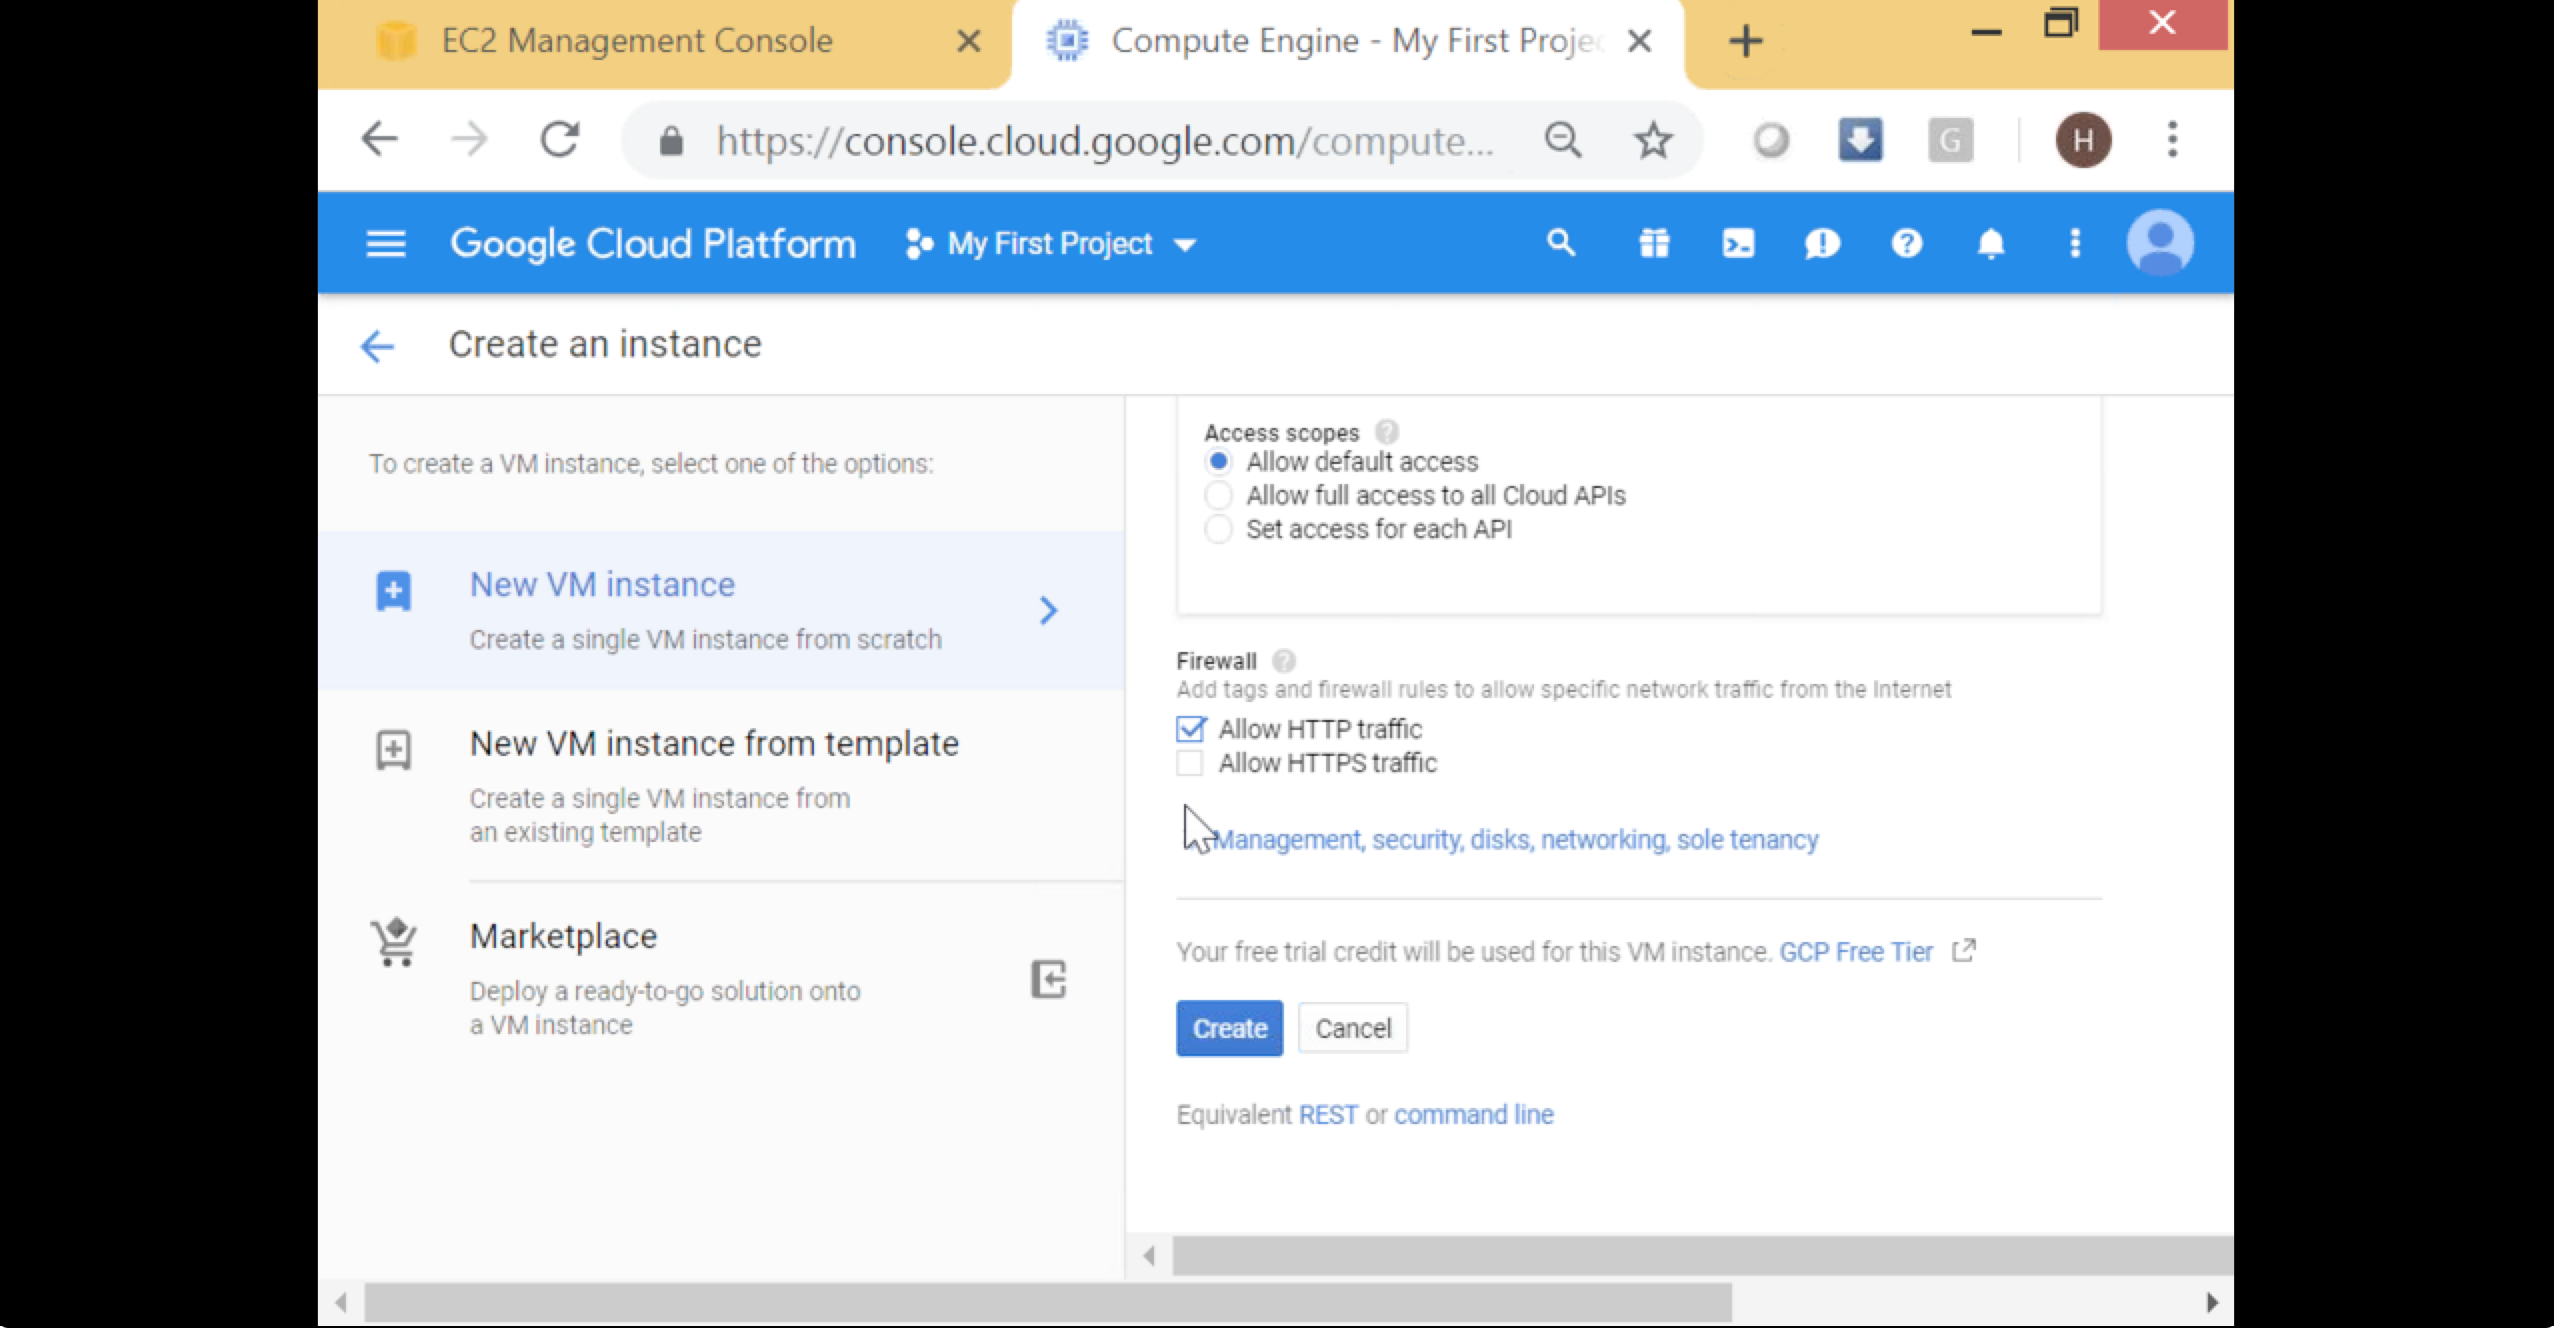 EC2 Management Console
Compute Engine - My First Projec
https://console.cloud.google.com/compute...
G
H
Google Cloud Platform
My First Project
Create an instance
To create a VM instance, select one of the options:
New VM instance
Create a single VM instance from scratch
New VM instance from template
Create a single VM instance from
an existing template
Marketplace
Deploy a ready-to-go solution onto
a VM instance
Access scopes
Allow default access
Allow full access to all Cloud APIs
Set access for each API
Firewall
Add tags and firewall rules to allow specific network traffic from the Internet
Allow HTTP traffic
Allow HTTPS traffic
Management, security, disks, networking, sole tenancy
Your free trial credit will be used for this VM instance. GCP Free Tier
Create
Cancel
Equivalent REST or command line